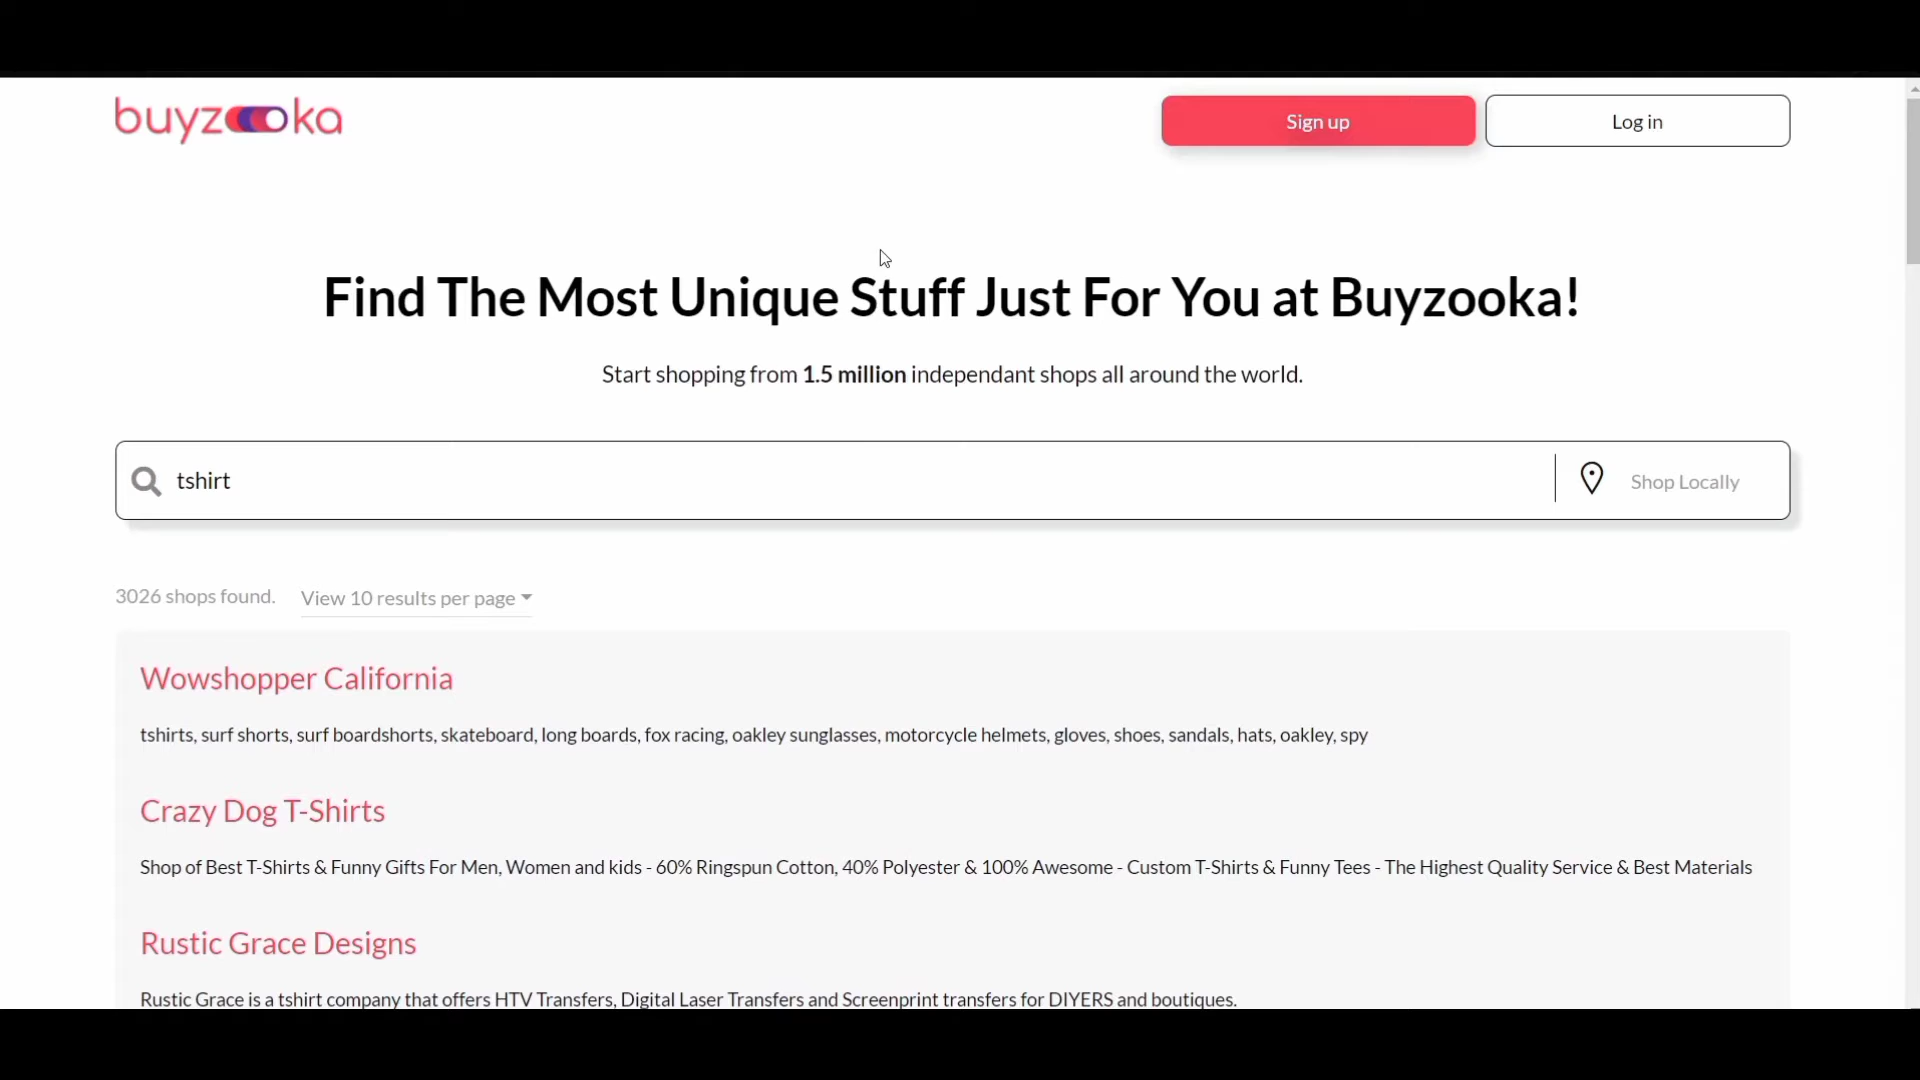 buyzooka
Sign up
Log in
Find The Most Unique Stuff Just For You at Buyzooka!
Start shopping from 1.5 million independant shops all around the world.
tshirt
Shop Locally
3026 shops found.
View 10 results per page
Wowshopper California
tshirts, surf shorts, surf boardshorts, skateboard, long boards, fox racing, oakley sunglasses, motorcycle helmets, gloves, shoes, sandals, hats, oakley, spy
Crazy Dog T-Shirts
Shop of Best T-Shirts & Funny Gifts For Men, Women and kids - 60% Ringspun Cotton, 40% Polyester & 100% Awesome - Custom T-Shirts & Funny Tees - The Highest Quality Service & Best Materials
Rustic Grace Designs
Rustic Grace is a tshirt company that offers HTV Transfers, Digital Laser Transfers and Screenprint transfers for DIYERS and boutiques.